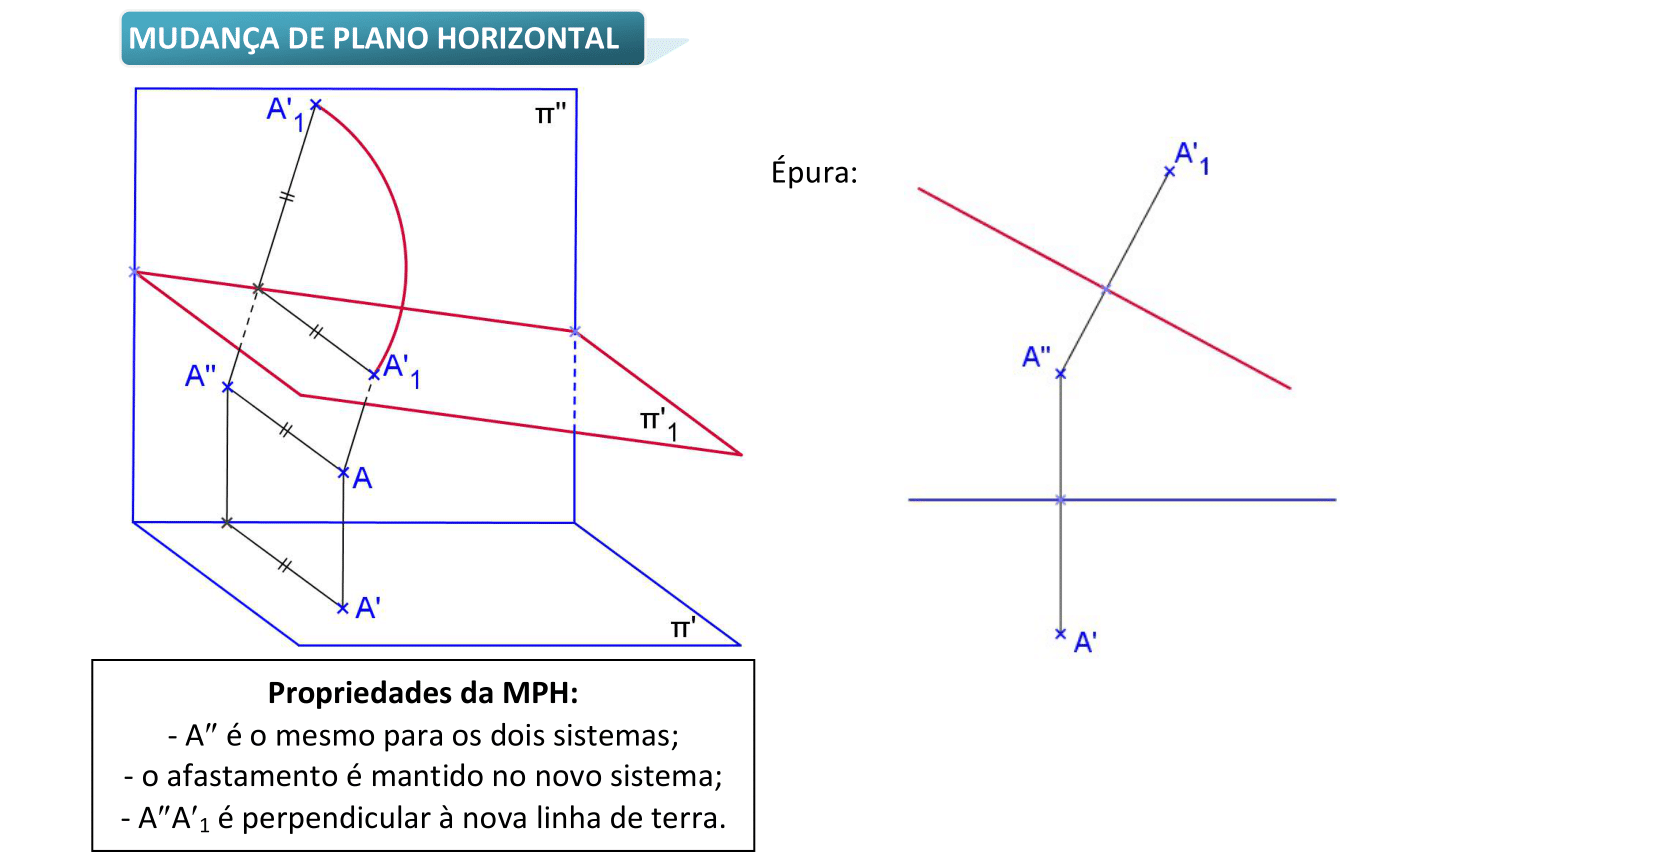 MUDANÇA DE PLANO HORIZONTAL
A'₁
π''
Épura:
A'₁
A''
A'₁
A''
π'₁
A
A'
π'
A'
Propriedades da MPH:
- A″ é o mesmo para os dois sistemas;
- o afastamento é mantido no novo sistema;
- A″A′₁ é perpendicular à nova linha de terra.